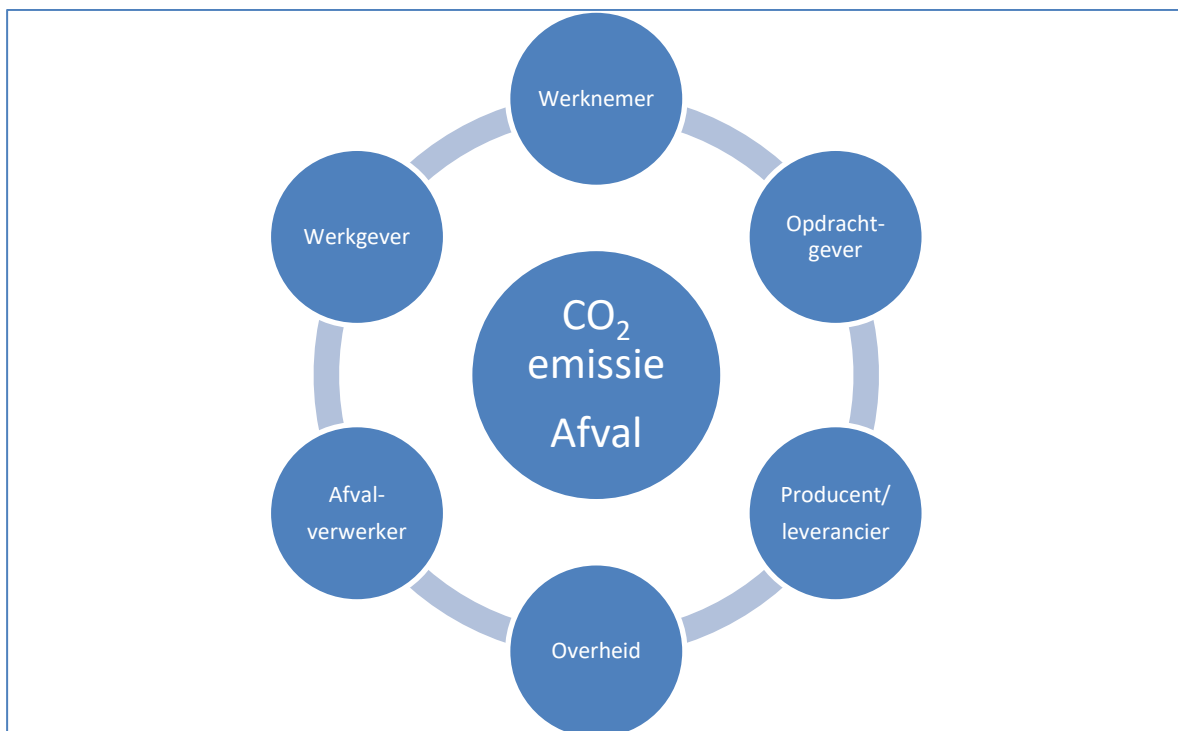 Werknemer
Opdracht-
gever
Producent/
leverancier
Overheid
Afval-
verwerker
Werkgever
CO₂
emissie
Afval